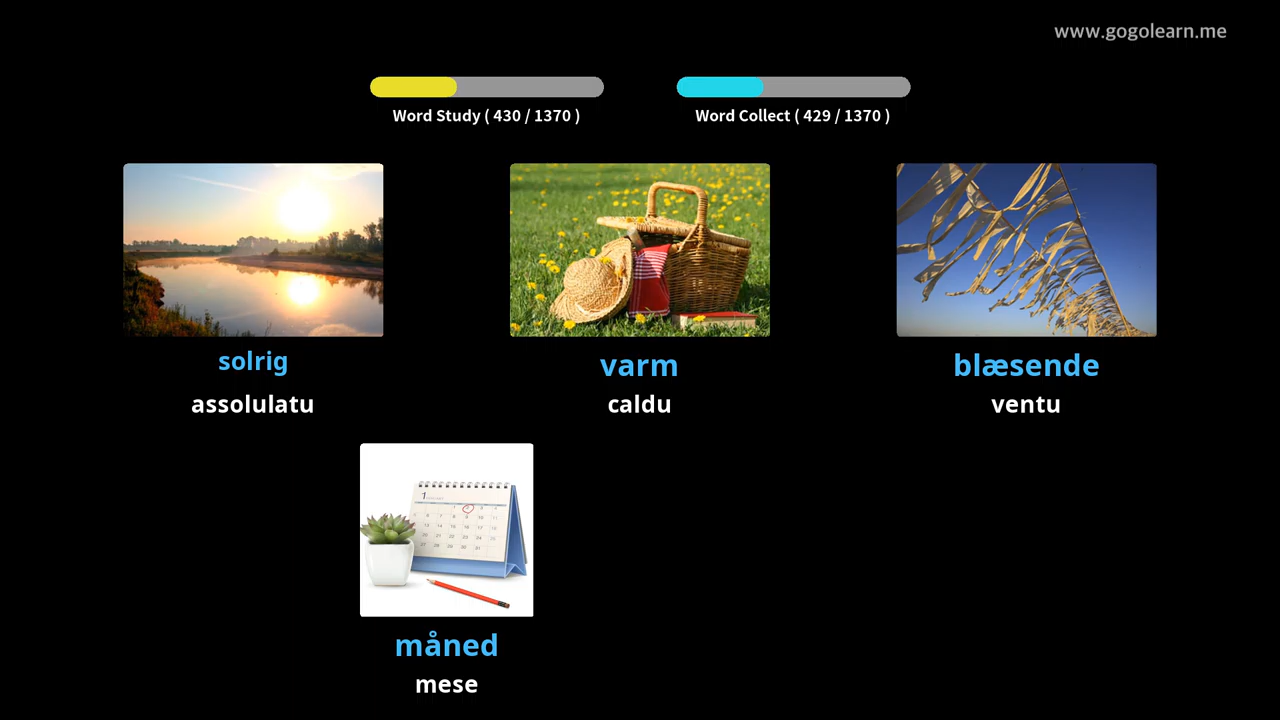 www.gogolearn.me
Word Study ( 430 / 1370 )
Word Collect ( 429 / 1370 )
solrig
varm
blæsende
assolulatu
caldu
ventu
måned
mese